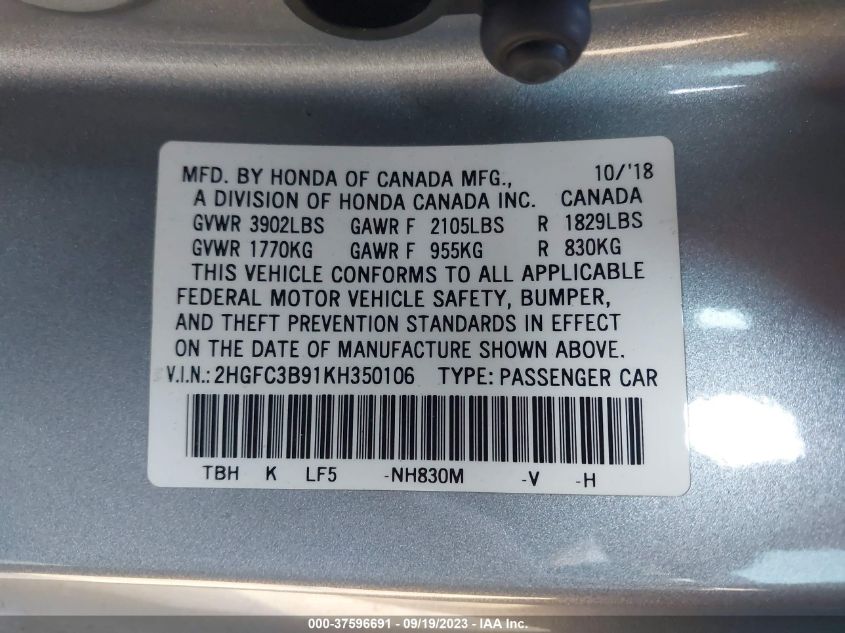 MFD. BY HONDA OF CANADA MFG., 10/'18
A DIVISION OF HONDA CANADA INC. CANADA
GVWR 3902LBS GAWR F 2105LBS R 1829LBS
GVWR 1770KG GAWR F 955KG R 830KG
THIS VEHICLE CONFORMS TO ALL APPLICABLE
FEDERAL MOTOR VEHICLE SAFETY, BUMPER,
AND THEFT PREVENTION STANDARDS IN EFFECT
ON THE DATE OF MANUFACTURE SHOWN ABOVE.
V.I.N.: 2HGFC3B91KH350106 TYPE: PASSENGER CAR
TBH K LF5 -NH830M -V -H
000-37596691 - 09/19/2023 - IAA Inc.